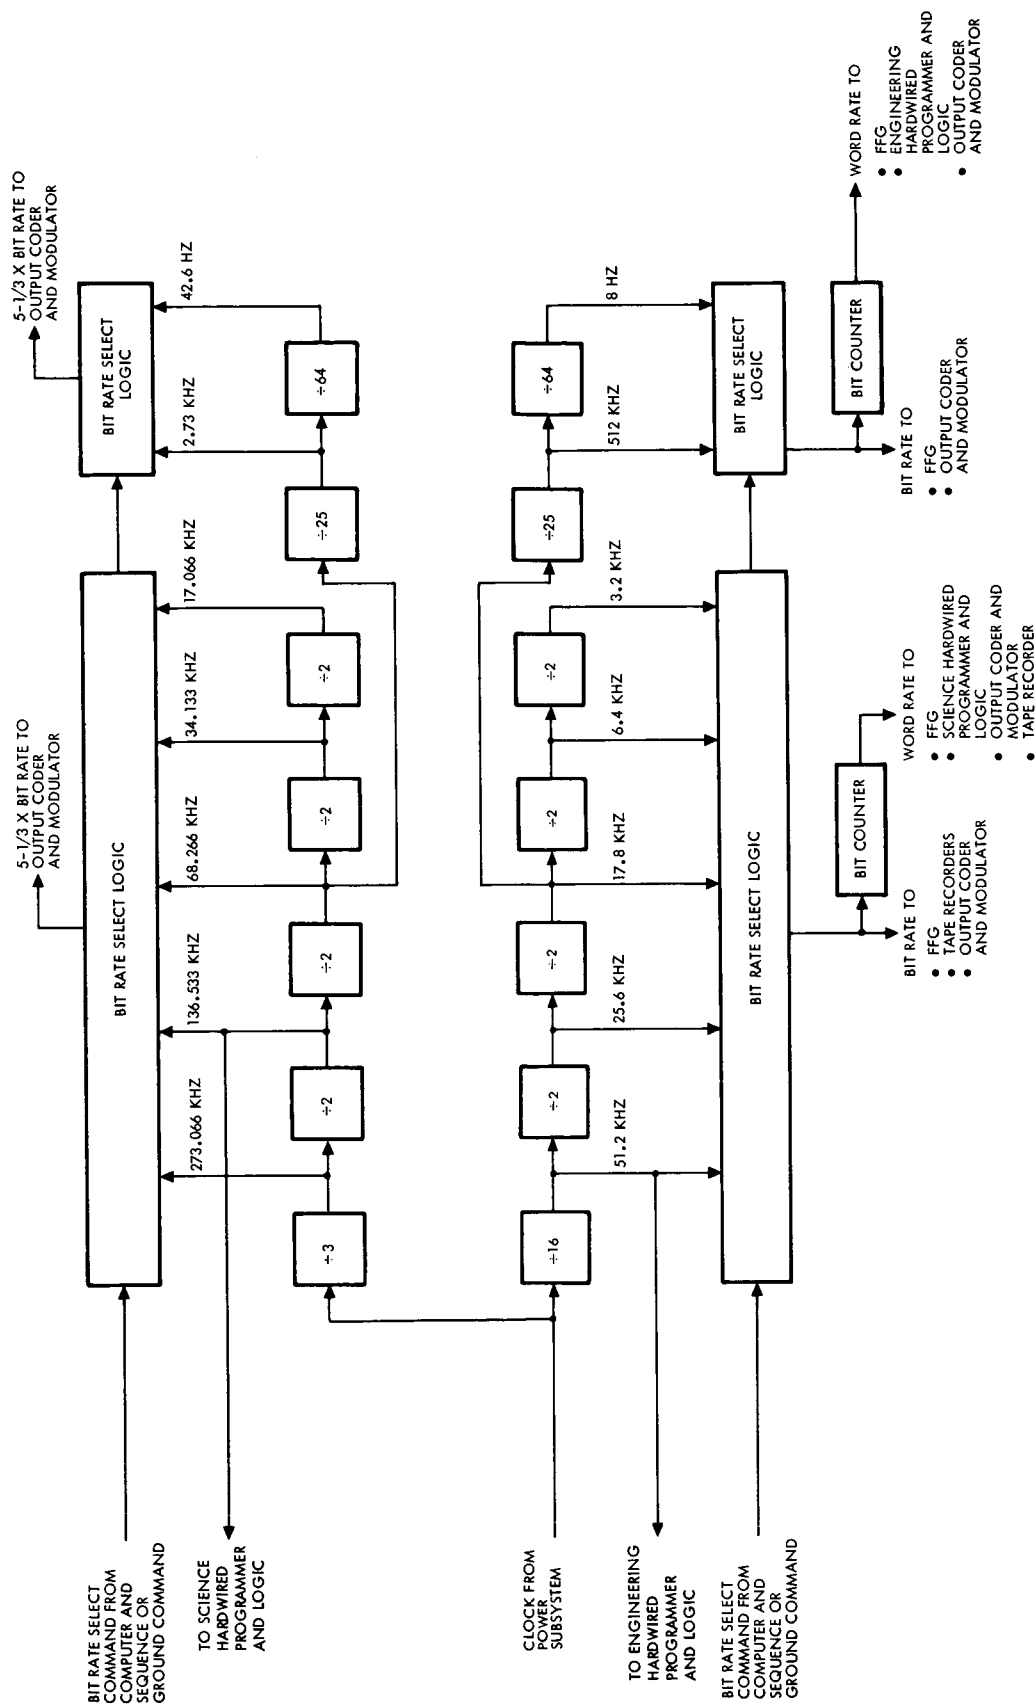 BIT RATE SELECT
COMMAND FROM
COMPUTER AND
SEQUENCE OR
GROUND COMMAND
TO SCIENCE
HARDWIRED
PROGRAMMER
AND LOGIC
CLOCK FROM
POWER
SUBSYSTEM
TO ENGINEERING
HARDWIRED
PROGRAMMER
AND LOGIC
BIT RATE SELECT
COMMAND FROM
COMPUTER AND
SEQUENCE OR
GROUND COMMAND
5-1/3 X BIT RATE TO
OUTPUT CODER
AND MODULATOR
BIT RATE SELECT LOGIC
273.066 KHZ
136.533 KHZ
68.266 KHZ
34.133 KHZ
17.066 KHZ
÷3
÷2
÷2
÷2
÷2
5-1/3 X BIT RATE TO
OUTPUT CODER
AND MODULATOR
BIT RATE SELECT
LOGIC
2.73 KHZ
42.6 HZ
÷25
÷64
÷16
÷2
÷2
÷2
÷2
÷25
÷64
51.2 KHZ
25.6 KHZ
17.8 KHZ
6.4 KHZ
3.2 KHZ
512 KHZ
8 HZ
BIT RATE SELECT LOGIC
BIT RATE SELECT
LOGIC
BIT COUNTER
BIT RATE TO
• FFG
• TAPE RECORDERS
• OUTPUT CODER
AND MODULATOR
WORD RATE TO
• FFG
• SCIENCE HARDWIRED
PROGRAMMER AND
LOGIC
• OUTPUT CODER AND
MODULATOR
• TAPE RECORDER
BIT COUNTER
BIT RATE TO
• FFG
• OUTPUT CODER
AND MODULATOR
WORD RATE TO
• FFG
• ENGINEERING
HARDWIRED
PROGRAMMER AND
LOGIC
• OUTPUT CODER
AND MODULATOR